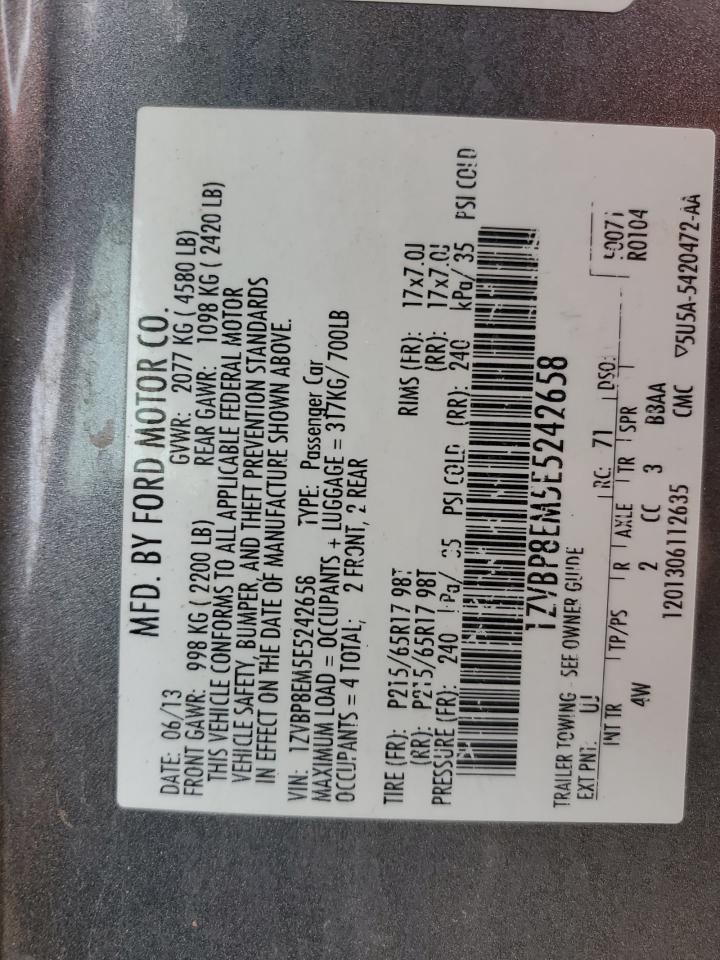 MFD. BY FORD MOTOR CO.
DATE: 06/13 GVWR: 2077 KG ( 4580 LB)
FRONT GAWR: 998 KG ( 2200 LB) REAR GAWR: 1098 KG ( 2420 LB)
THIS VEHICLE CONFORMS TO ALL APPLICABLE FEDERAL MOTOR
VEHICLE SAFETY, BUMPER, AND THEFT PREVENTION STANDARDS
IN EFFECT ON THE DATE OF MANUFACTURE SHOWN ABOVE.
VIN: 1ZVBP8EM5E5242658 TYPE: Passenger Car
MAXIMUM LOAD = OCCUPANTS + LUGGAGE = 317KG/700LB
OCCUPANTS = 4 TOTAL; 2 FRONT, 2 REAR
TIRE (FR): P215/65R17 98T RIMS (FR): 17x7.0J
(RR): P215/65R17 98T (RR): 17x7.0J
PRESSURE (FR): 240 kPa/ 35 PSI COLD (RR): 240 kPa/ 35 PSI COLD
1ZVBP8EM5E5242658
TRAILER TOWING - SEE OWNER GUIDE
EXT PNT: UJ RC: 71 DSO:
INT TR TP/PS R AXLE TR SPR R0104
4W 2 CC 3 B3AA
1201306112635 CMC ▽5U5A-5420472-AA